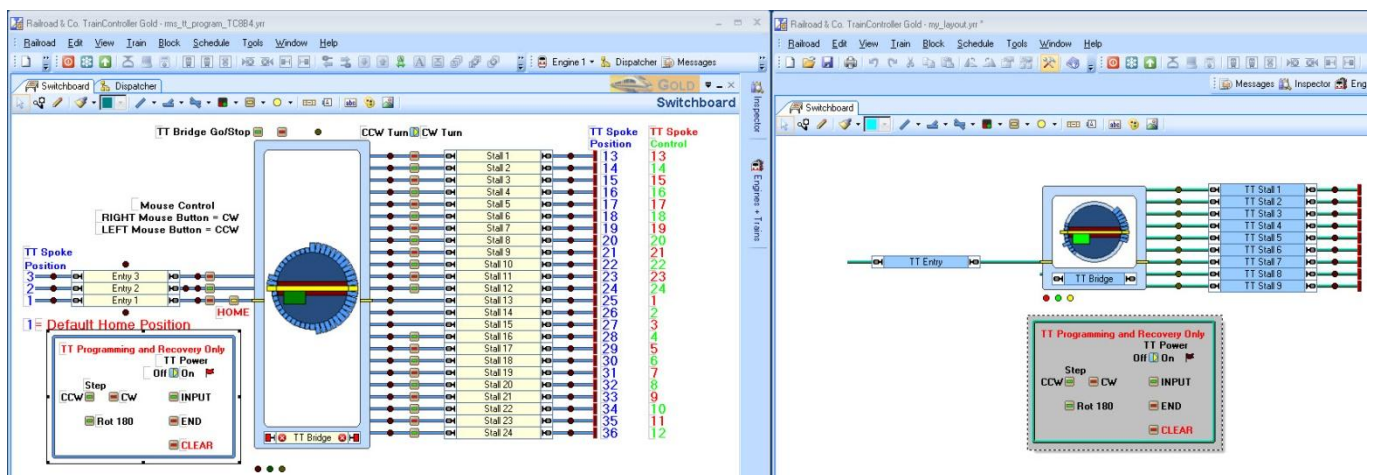 Railroad & Co. TrainController Gold - rms_tt_program_TC8B4.yrr
Railroad Edit View Train Block Schedule Tools Window Help
Engine 1 Dispatcher Messages
Switchboard Dispatcher
GOLD
Switchboard
Inspector
Engines + Trains
TT Bridge Go/Stop
CCW Turn CW Turn
TT Spoke Position
TT Spoke Control
Stall 1 13 13
Stall 2 14 14
Stall 3 15 15
Stall 4 16 16
Stall 5 17 17
Stall 6 18 18
Stall 7 19 19
Stall 8 20 20
Stall 9 21 21
Stall 10 22 22
Stall 11 23 23
Stall 12 24 24
Stall 13 25 1
Stall 14 26 2
Stall 15 27 3
Stall 16 28 4
Stall 17 29 5
Stall 18 30 6
Stall 19 31 7
Stall 20 32 8
Stall 21 33 9
Stall 22 34 10
Stall 23 35 11
Stall 24 36 12
Mouse Control
RIGHT Mouse Button = CW
LEFT Mouse Button = CCW
TT Spoke
Position
3 Entry 3
2 Entry 2
1 Entry 1
HOME
1 = Default Home Position
TT Programming and Recovery Only
TT Power
Off On
Step
CCW CW INPUT
Rot 180 END
CLEAR
TT Bridge
Railroad & Co. TrainController Gold - my_layout.yrr *
Railroad Edit View Train Block Schedule Tools Window Help
Messages Inspector Eng
Switchboard
TT Stall 1
TT Stall 2
TT Stall 3
TT Stall 4
TT Stall 5
TT Stall 6
TT Stall 7
TT Stall 8
TT Stall 9
TT Entry
TT Bridge
TT Programming and Recovery Only
TT Power
Off On
Step
CCW CW INPUT
Rot 180 END
CLEAR